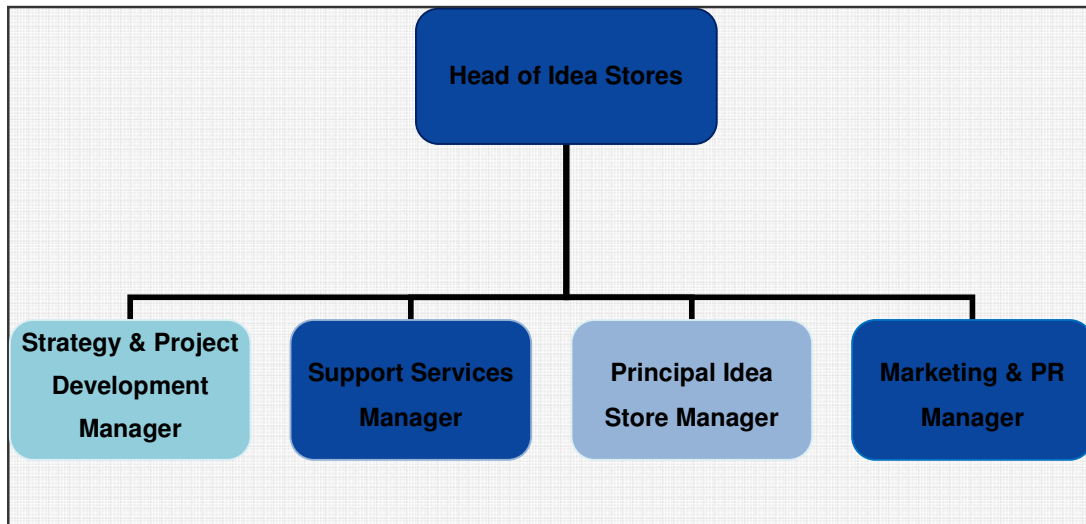 Head of Idea Stores
Strategy & Project
Development
Manager
Support Services
Manager
Principal Idea
Store Manager
Marketing & PR
Manager